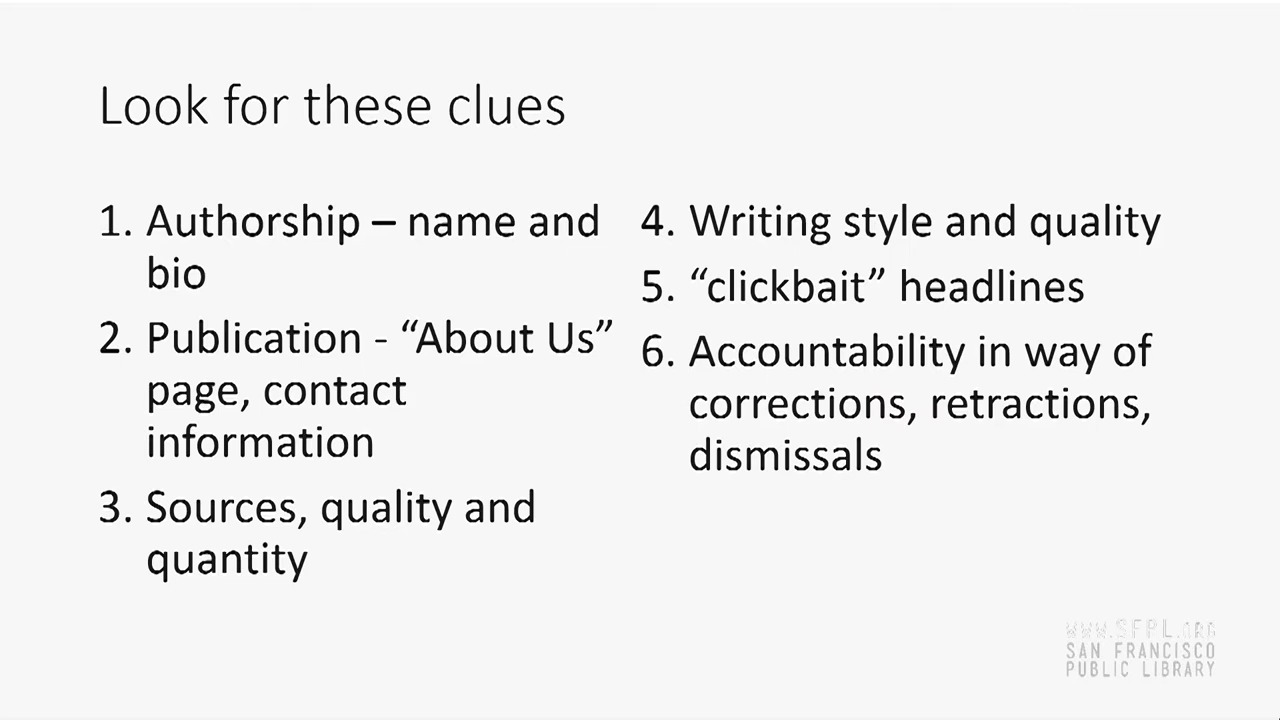 Look for these clues
1. Authorship – name and
bio
2. Publication - “About Us”
page, contact
information
3. Sources, quality and
quantity
4. Writing style and quality
5. “clickbait” headlines
6. Accountability in way of
corrections, retractions,
dismissals
WWW.SFPL.ORG
SAN FRANCISCO
PUBLIC LIBRARY